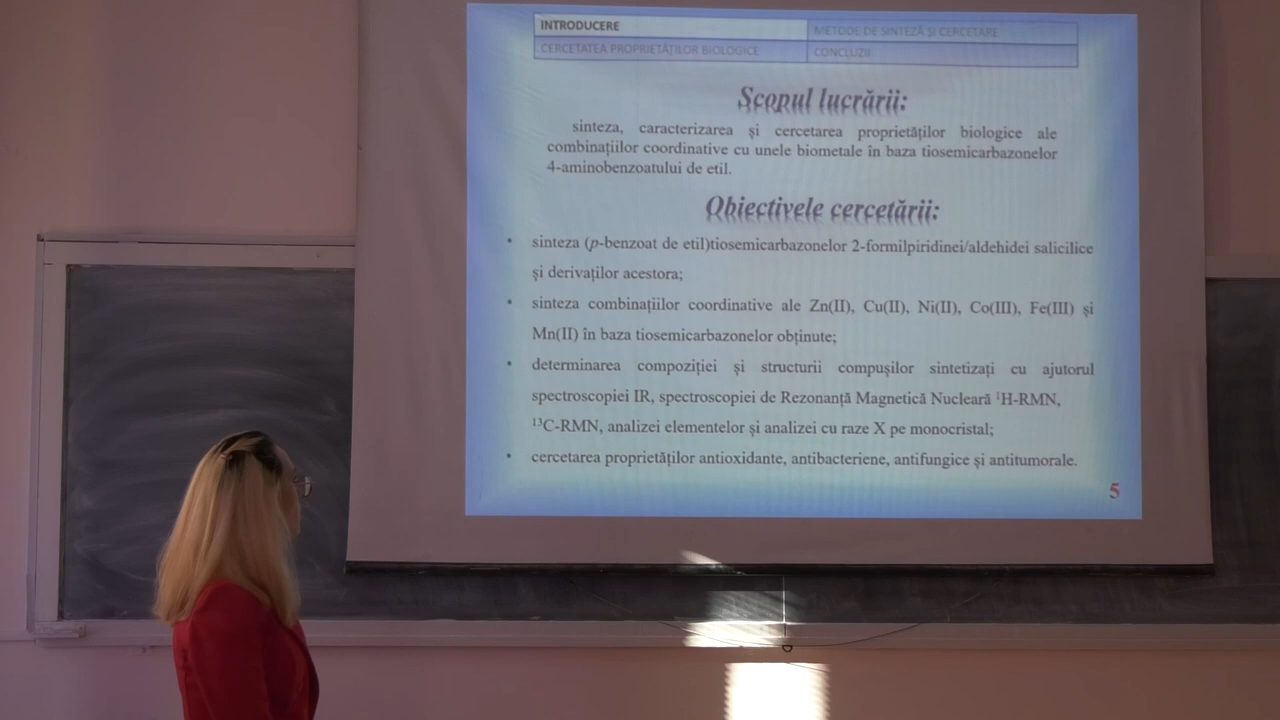 INTRODUCERE
METODE DE SINTEZĂ ȘI CERCETARE
CERCETATEA PROPRIETĂȚILOR BIOLOGICE
CONCLUZII
Scopul lucrării:
sinteza, caracterizarea și cercetarea proprietăților biologice ale
combinațiilor coordinative cu unele biometale în baza tiosemicarbazonelor
4-aminobenzoatului de etil.
Obiectivele cercetării:
• sinteza (p-benzoat de etil)tiosemicarbazonelor 2-formilpiridinei/aldehidei salicilice
și derivaților acestora;
• sinteza combinațiilor coordinative ale Zn(II), Cu(II), Ni(II), Co(III), Fe(III) și
Mn(II) în baza tiosemicarbazonelor obținute;
• determinarea compoziției și structurii compușilor sintetizați cu ajutorul
spectroscopiei IR, spectroscopiei de Rezonanță Magnetică Nucleară ¹H-RMN,
¹³C-RMN, analizei elementelor și analizei cu raze X pe monocristal;
• cercetarea proprietăților antioxidante, antibacteriene, antifungice și antitumorale.
5